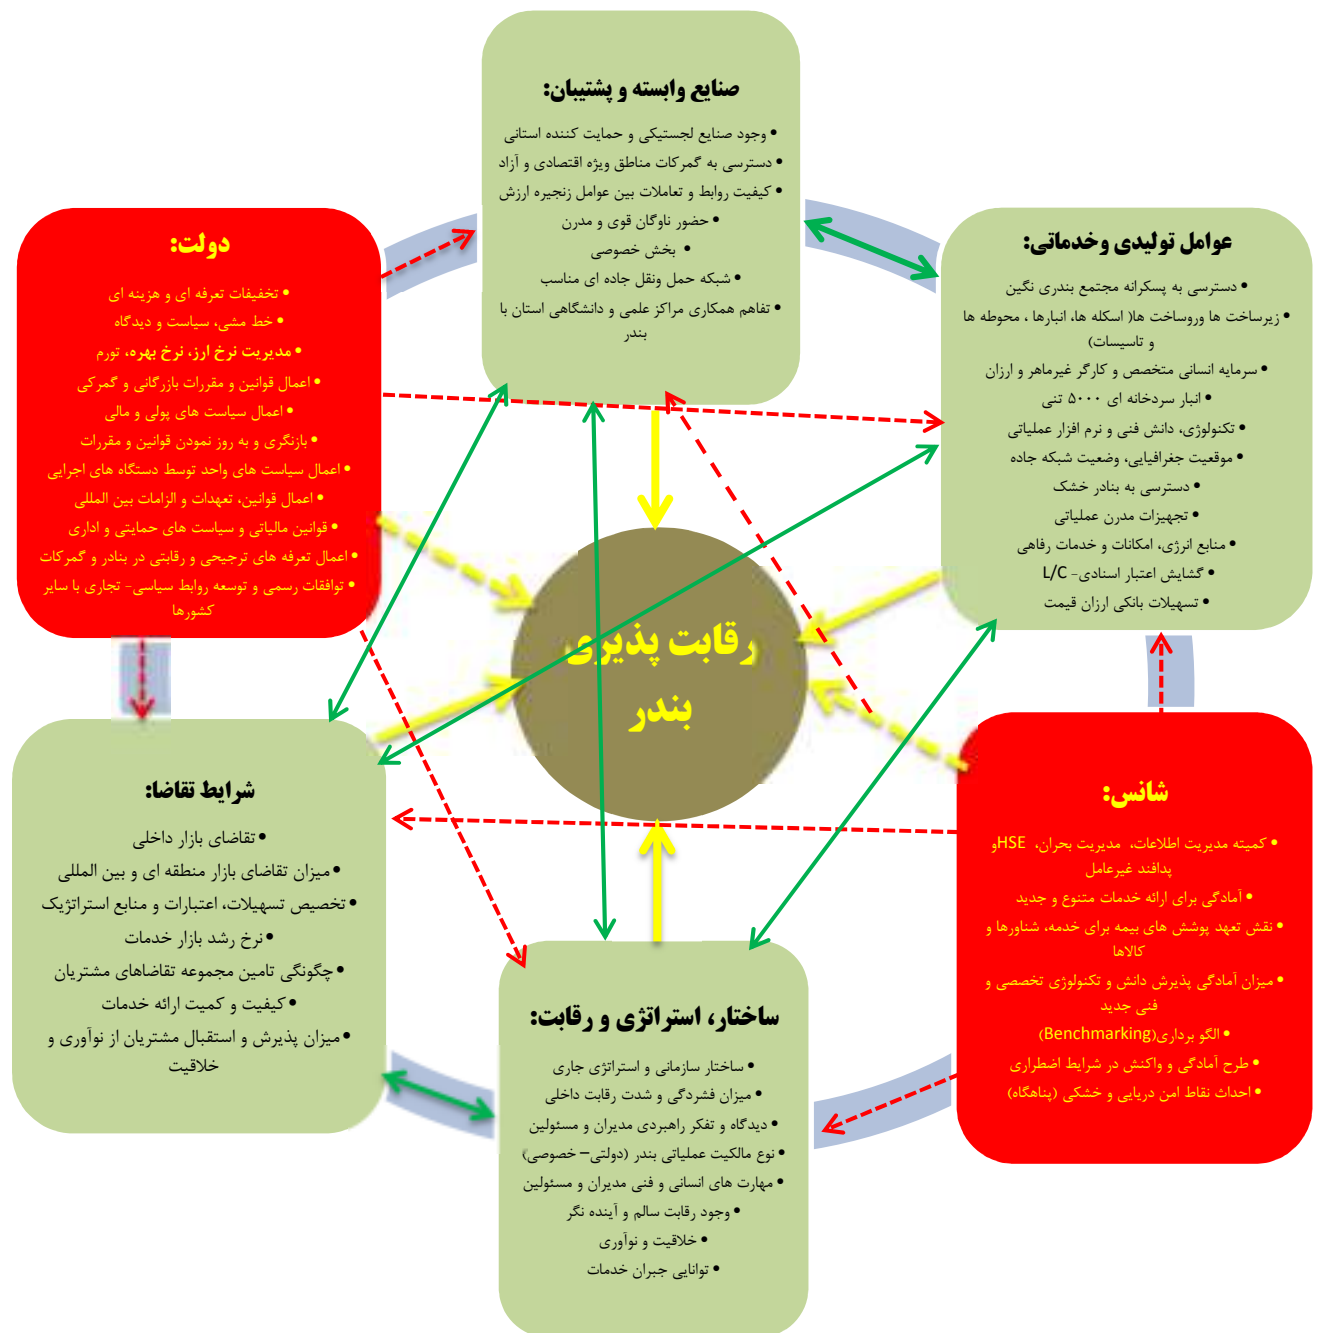 صنایع وابسته و پشتیبان:
• وجود صنایع لجستیکی و حمایت کننده استانی
• دسترسی به گمرکات مناطق ویژه اقتصادی و آزاد
• کیفیت روابط و تعاملات بین عوامل زنجیره ارزش
• حضور ناوگان قوی و مدرن
• بخش خصوصی
• شبکه حمل ونقل جاده ای مناسب
• تفاهم همکاری مراکز علمی و دانشگاهی استان با
بندر
عوامل تولیدی وخدماتی:
• دسترسی به پسکرانه مجتمع بندری نگین
• زیرساخت ها وروساخت ها( اسکله ها، انبارها ، محوطه ها
و تاسیسات)
• سرمایه انسانی متخصص و کارگر غیرماهر و ارزان
• انبار سردخانه ای ۵۰۰۰ تنی
• تکنولوژی، دانش فنی و نرم افزار عملیاتی
• موقعیت جغرافیایی، وضعیت شبکه جاده
• دسترسی به بنادر خشک
• تجهیزات مدرن عملیاتی
• منابع انرژی، امکانات و خدمات رفاهی
• گشایش اعتبار اسنادی- L/C
• تسهیلات بانکی ارزان قیمت
دولت:
• تخفیفات تعرفه ای و هزینه ای
• خط مشی، سیاست و دیدگاه
• مدیریت نرخ ارز، نرخ بهره، تورم
• اعمال قوانین و مقررات بازرگانی و گمرکی
• اعمال سیاست های پولی و مالی
• بازنگری و به روز نمودن قوانین و مقررات
• اعمال سیاست های واحد توسط دستگاه های اجرایی
• اعمال قوانین، تعهدات و الزامات بین المللی
• قوانین مالیاتی و سیاست های حمایتی و اداری
• اعمال تعرفه های ترجیحی و رقابتی در بنادر و گمرکات
• توافقات رسمی و توسعه روابط سیاسی- تجاری با سایر
کشورها
رقابت پذیری
بندر
شانس:
• کمیته مدیریت اطلاعات، مدیریت بحران، HSEو
پدافند غیرعامل
• آمادگی برای ارائه خدمات متنوع و جدید
• نقش تعهد پوشش های بیمه برای خدمه، شناورها و
کالاها
• میزان آمادگی پذیرش دانش و تکنولوژی تخصصی و
فنی جدید
• الگو برداری(Benchmarking)
• طرح آمادگی و واکنش در شرایط اضطراری
• احداث نقاط امن دریایی و خشکی (پناهگاه)
شرایط تقاضا:
• تقاضای بازار داخلی
• میزان تقاضای بازار منطقه ای و بین المللی
• تخصیص تسهیلات، اعتبارات و منابع استراتژیک
• نرخ رشد بازار خدمات
• چگونگی تامین مجموعه تقاضاهای مشتریان
• کیفیت و کمیت ارائه خدمات
• میزان پذیرش و استقبال مشتریان از نوآوری و
خلاقیت
ساختار، استراتژی و رقابت:
• ساختار سازمانی و استراتژی جاری
• میزان فشردگی و شدت رقابت داخلی
• دیدگاه و تفکر راهبردی مدیران و مسئولین
• نوع مالکیت عملیاتی بندر (دولتی– خصوصی)
• مهارت های انسانی و فنی مدیران و مسئولین
• وجود رقابت سالم و آینده نگر
• خلاقیت و نوآوری
• توانایی جبران خدمات